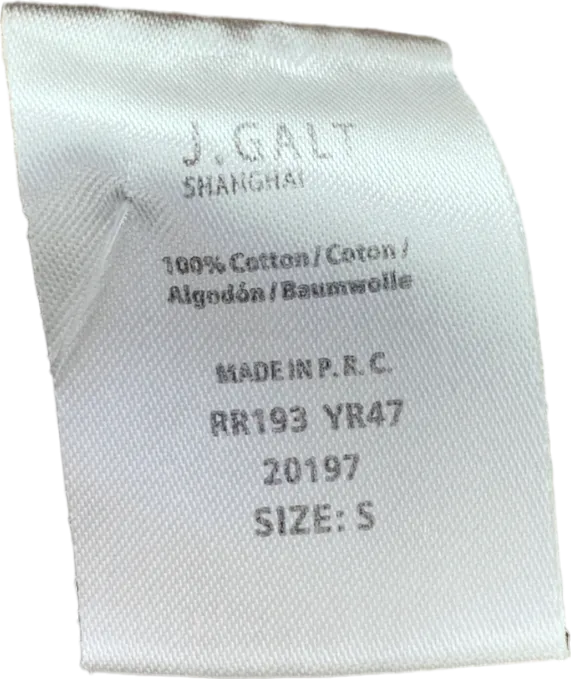 J.GALT
SHANGHAI
100% Cotton / Coton /
Algodón / Baumwolle
MADE IN P. R. C.
RR193 YR47
20197
SIZE: S